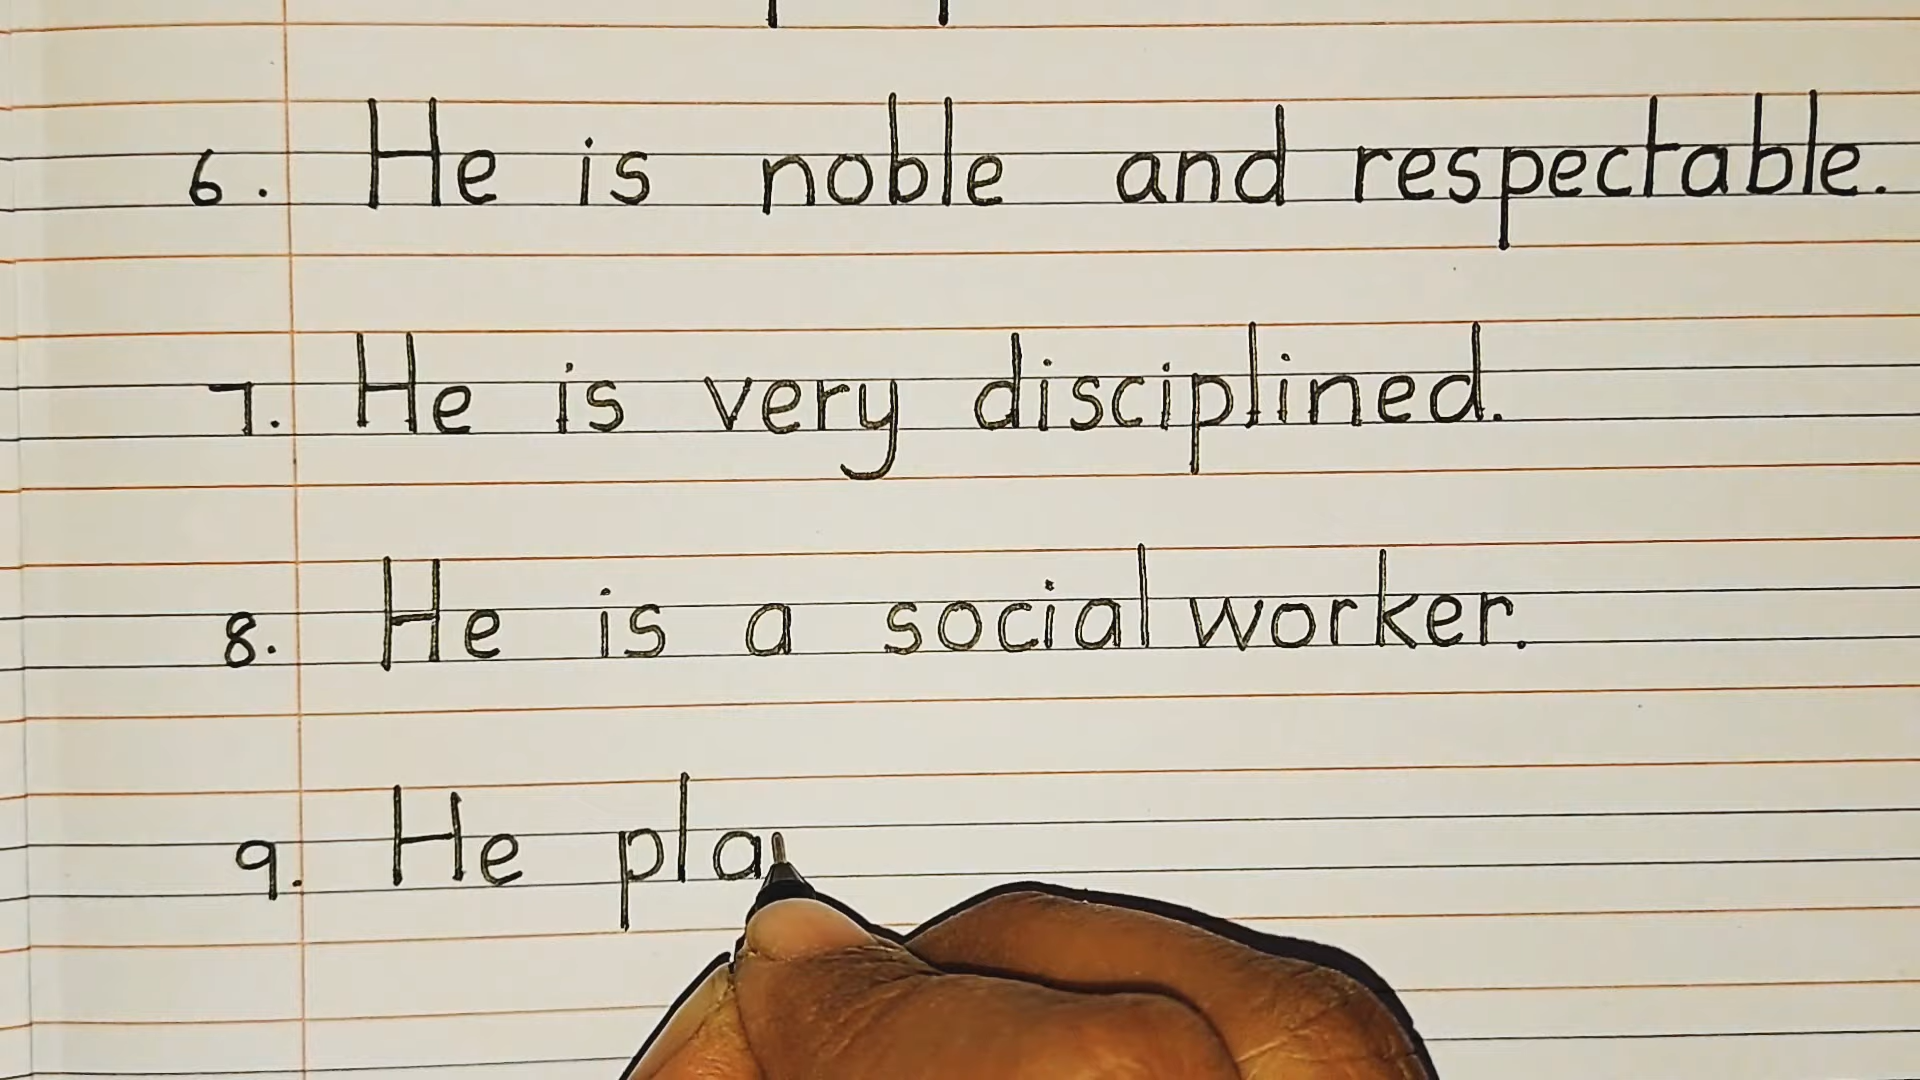 6. He is noble and respectable.
7. He is very disciplined.
8. He is a social worker.
9. He pla